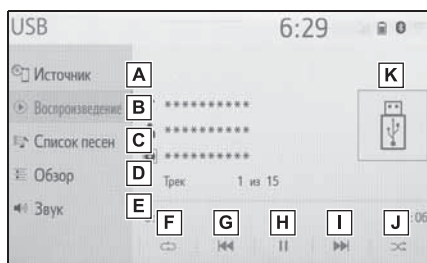 USB 6:29
Источник A K
Воспроизведение B **********
Список песен C **********
Обзор D **********
Трек 1 из 15
Звук E
F G H I J